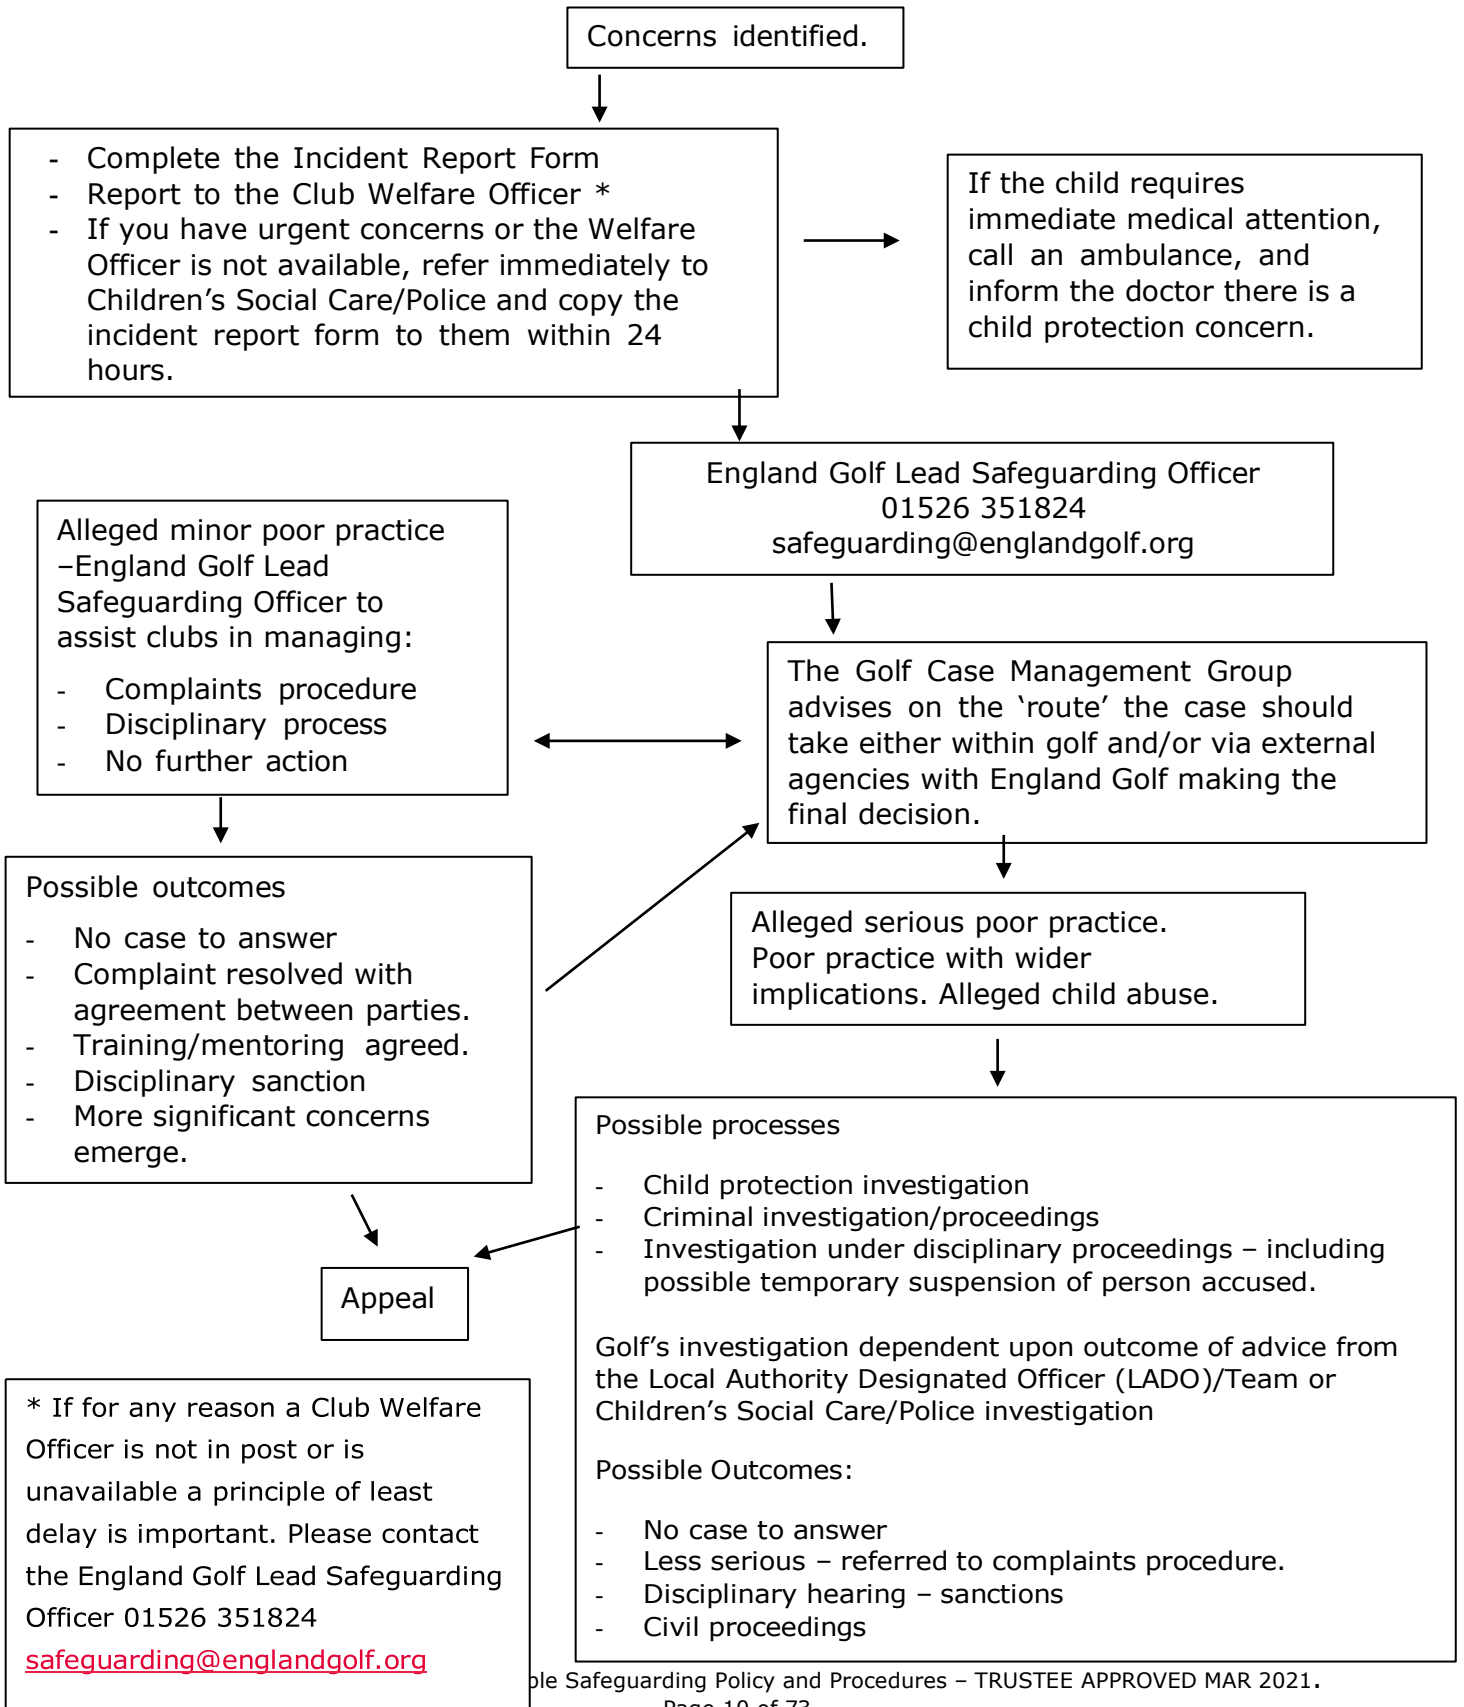 Concerns identified.
- Complete the Incident Report Form
- Report to the Club Welfare Officer *
- If you have urgent concerns or the Welfare
Officer is not available, refer immediately to
Children’s Social Care/Police and copy the
incident report form to them within 24
hours.
If the child requires
immediate medical attention,
call an ambulance, and
inform the doctor there is a
child protection concern.
England Golf Lead Safeguarding Officer
01526 351824
safeguarding@englandgolf.org
Alleged minor poor practice
–England Golf Lead
Safeguarding Officer to
assist clubs in managing:
- Complaints procedure
- Disciplinary process
- No further action
The Golf Case Management Group
advises on the ‘route’ the case should
take either within golf and/or via external
agencies with England Golf making the
final decision.
Possible outcomes
- No case to answer
- Complaint resolved with
agreement between parties.
- Training/mentoring agreed.
- Disciplinary sanction
- More significant concerns
emerge.
Alleged serious poor practice.
Poor practice with wider
implications. Alleged child abuse.
Possible processes
- Child protection investigation
- Criminal investigation/proceedings
- Investigation under disciplinary proceedings – including
possible temporary suspension of person accused.
Golf’s investigation dependent upon outcome of advice from
the Local Authority Designated Officer (LADO)/Team or
Children’s Social Care/Police investigation
Possible Outcomes:
- No case to answer
- Less serious – referred to complaints procedure.
- Disciplinary hearing – sanctions
- Civil proceedings
Appeal
* If for any reason a Club Welfare
Officer is not in post or is
unavailable a principle of least
delay is important. Please contact
the England Golf Lead Safeguarding
Officer 01526 351824
safeguarding@englandgolf.org
Safeguarding Policy and Procedures – TRUSTEE APPROVED MAR 2021.
Page 10 of 73